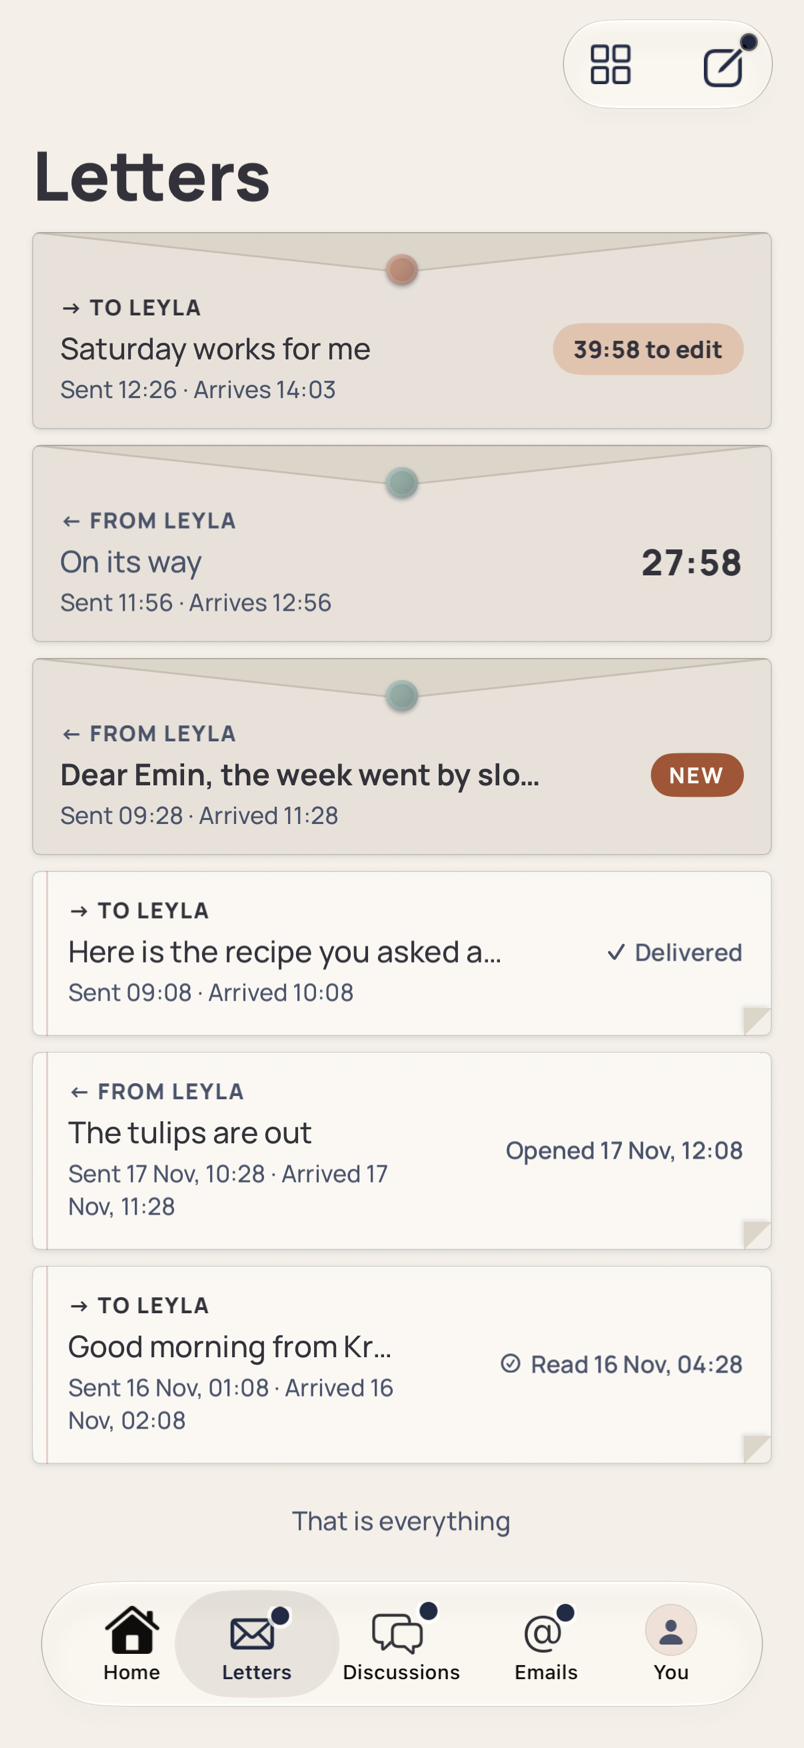 Letters
→ TO LEYLA
Saturday works for me
39:58 to edit
Sent 12:26 · Arrives 14:03
← FROM LEYLA
On its way
27:58
Sent 11:56 · Arrives 12:56
← FROM LEYLA
Dear Emin, the week went by slo...
NEW
Sent 09:28 · Arrived 11:28
→ TO LEYLA
Here is the recipe you asked a...
✓ Delivered
Sent 09:08 · Arrived 10:08
← FROM LEYLA
The tulips are out
Opened 17 Nov, 12:08
Sent 17 Nov, 10:28 · Arrived 17
Nov, 11:28
→ TO LEYLA
Good morning from Kr...
Read 16 Nov, 04:28
Sent 16 Nov, 01:08 · Arrived 16
Nov, 02:08
That is everything
Home
Letters
Discussions
Emails
You